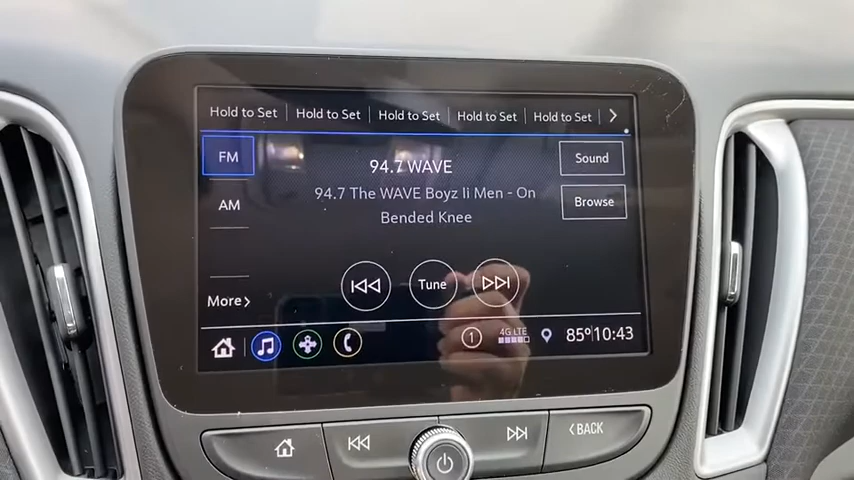 Hold to Set Hold to Set Hold to Set Hold to Set Hold to Set
FM 94.7 WAVE Sound
94.7 The WAVE Boyz Ii Men - On
Bended Knee
AM Browse
More Tune
1 4G LTE 85° 10:43
BACK